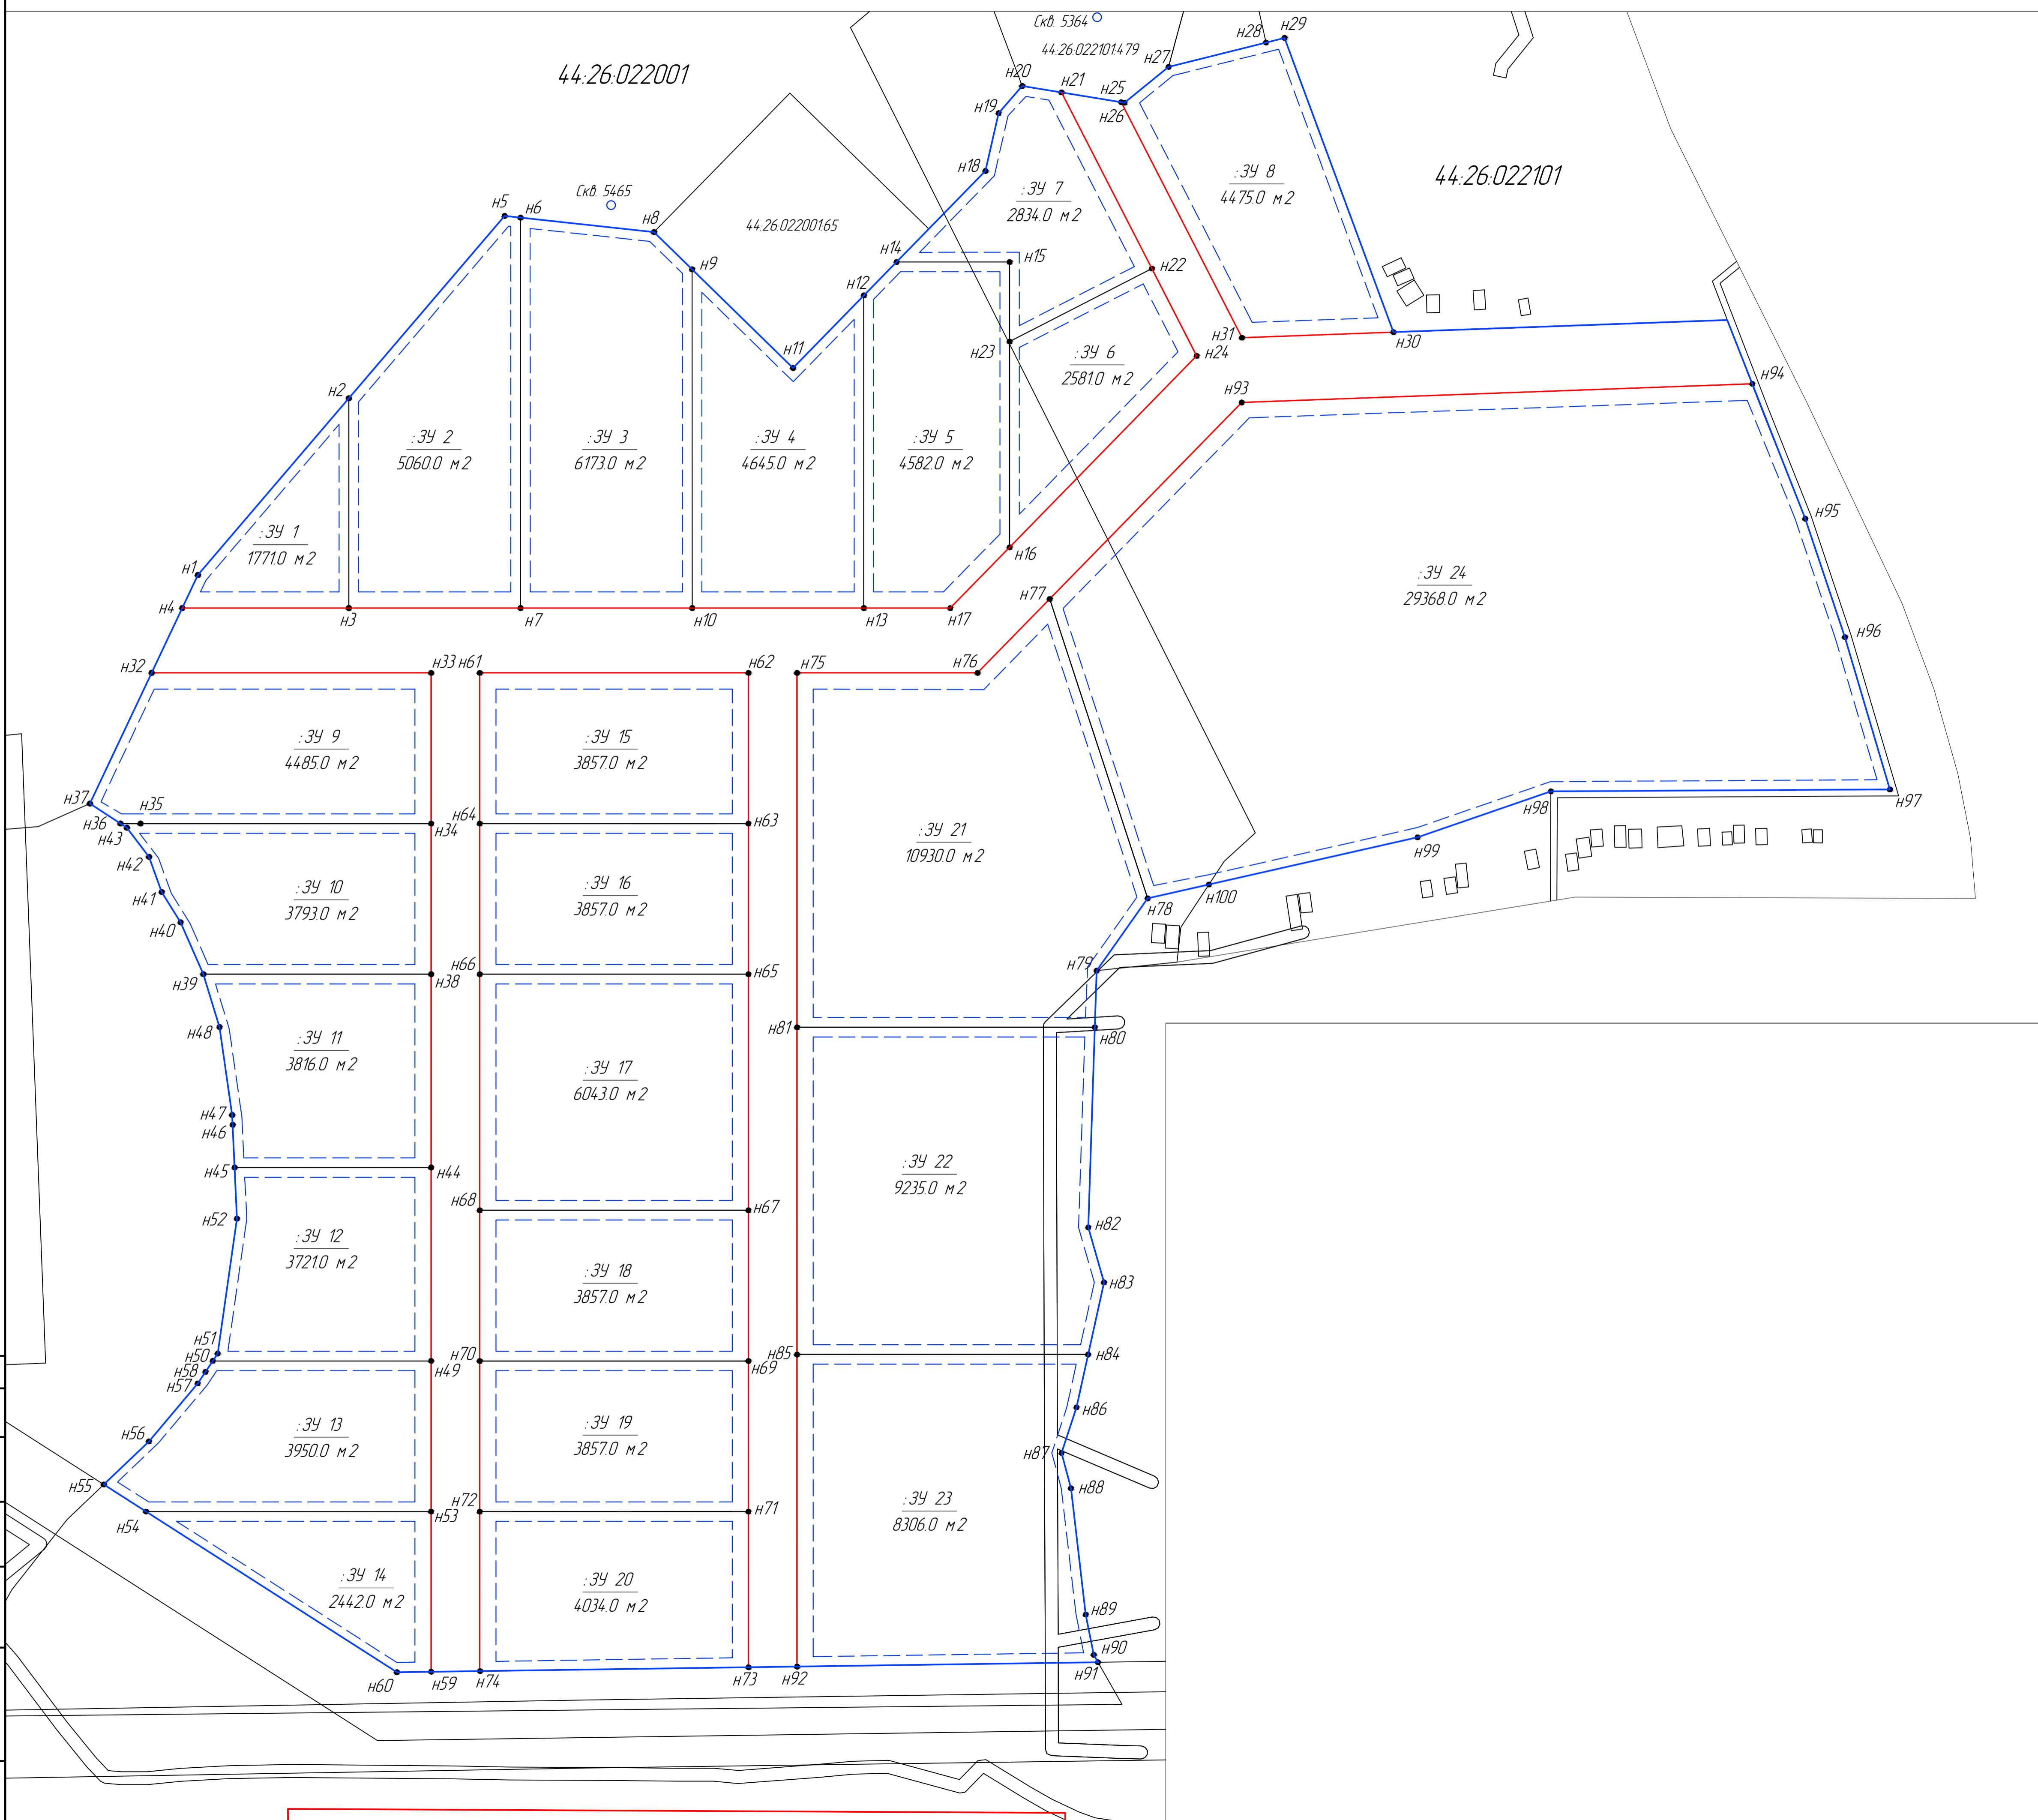 Скв. 5364
н28
н29
44:26:022101:479
н27
44:26:022001
н20
н21
н25
н19
н26
н18
:ЗУ 8
4475.0 м2
44:26:022101
:ЗУ 7
2834.0 м2
Скв. 5465
н5
н6
н8
44:26:022001:65
н14
н15
н9
н22
н12
н31
н30
н11
н23
н24
:ЗУ 6
2581.0 м2
н94
н2
н93
:ЗУ 2
5060.0 м2
:ЗУ 3
6173.0 м2
:ЗУ 4
4645.0 м2
:ЗУ 5
4582.0 м2
н95
:ЗУ 1
1771.0 м2
н16
н1
:ЗУ 24
29368.0 м2
н77
н4
н3
н7
н10
н13
н17
н96
н32
н33
н61
н62
н75
н76
:ЗУ 9
4485.0 м2
:ЗУ 15
3857.0 м2
н37
н35
н98
н97
н36
н43
н34
н64
н63
:ЗУ 21
10930.0 м2
н99
н42
н41
:ЗУ 10
3793.0 м2
:ЗУ 16
3857.0 м2
н100
н78
н40
н39
н38
н66
н65
н79
н48
н81
н80
:ЗУ 11
3816.0 м2
:ЗУ 17
6043.0 м2
н47
н46
н45
н44
:ЗУ 22
9235.0 м2
н52
н68
н67
н82
:ЗУ 12
3721.0 м2
:ЗУ 18
3857.0 м2
н83
н51
н50
н58
н57
н49
н70
н69
н85
н84
н56
:ЗУ 13
3950.0 м2
:ЗУ 19
3857.0 м2
н86
н87
н55
н88
н54
н53
н72
н71
:ЗУ 23
8306.0 м2
:ЗУ 14
2442.0 м2
:ЗУ 20
4034.0 м2
н89
н90
н60
н59
н74
н73
н92
н91